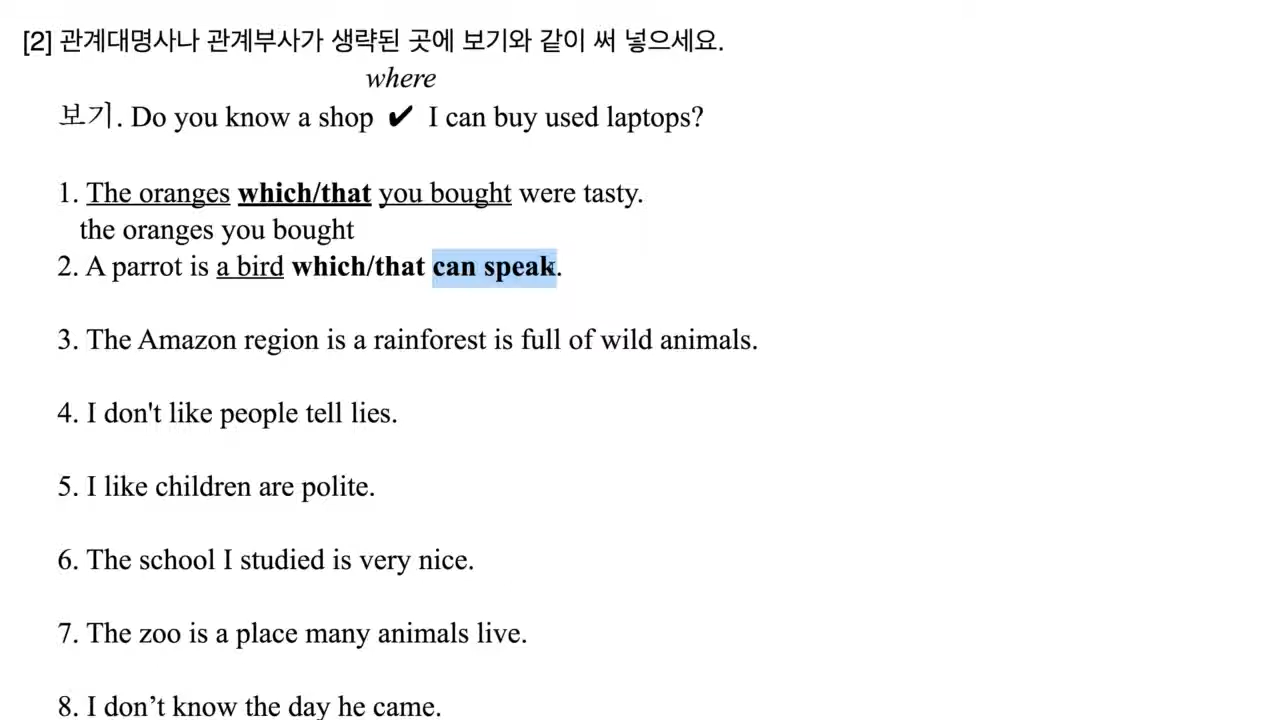 [2] 관계대명사나 관계부사가 생략된 곳에 보기와 같이 써 넣으세요.
where
보기. Do you know a shop ✔ I can buy used laptops?
1. The oranges which/that you bought were tasty.
the oranges you bought
2. A parrot is a bird which/that can speak.
3. The Amazon region is a rainforest is full of wild animals.
4. I don't like people tell lies.
5. I like children are polite.
6. The school I studied is very nice.
7. The zoo is a place many animals live.
8. I don’t know the day he came.